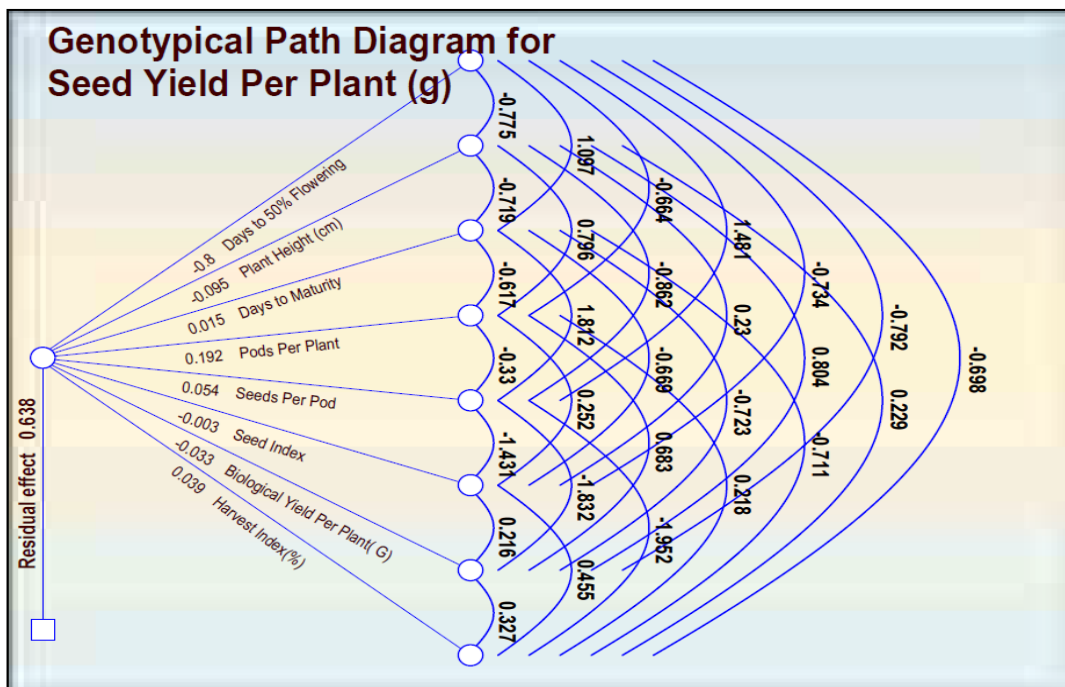 Genotypical Path Diagram for
Seed Yield Per Plant (g)
-0.8 Days to 50% Flowering
-0.095 Plant Height (cm)
0.015 Days to Maturity
0.192 Pods Per Plant
0.054 Seeds Per Pod
-0.003 Seed Index
-0.033 Biological Yield Per Plant( G)
0.039 Harvest Index(%)
Residual effect 0.638
-0.775
-0.719
-0.617
-0.33
-1.431
0.216
0.327
1.097
0.796
1.812
0.252
-1.832
0.455
-0.664
-0.862
-0.669
0.683
-1.952
1.481
0.23
-0.723
0.218
-0.734
0.804
-0.711
-0.792
0.229
-0.698